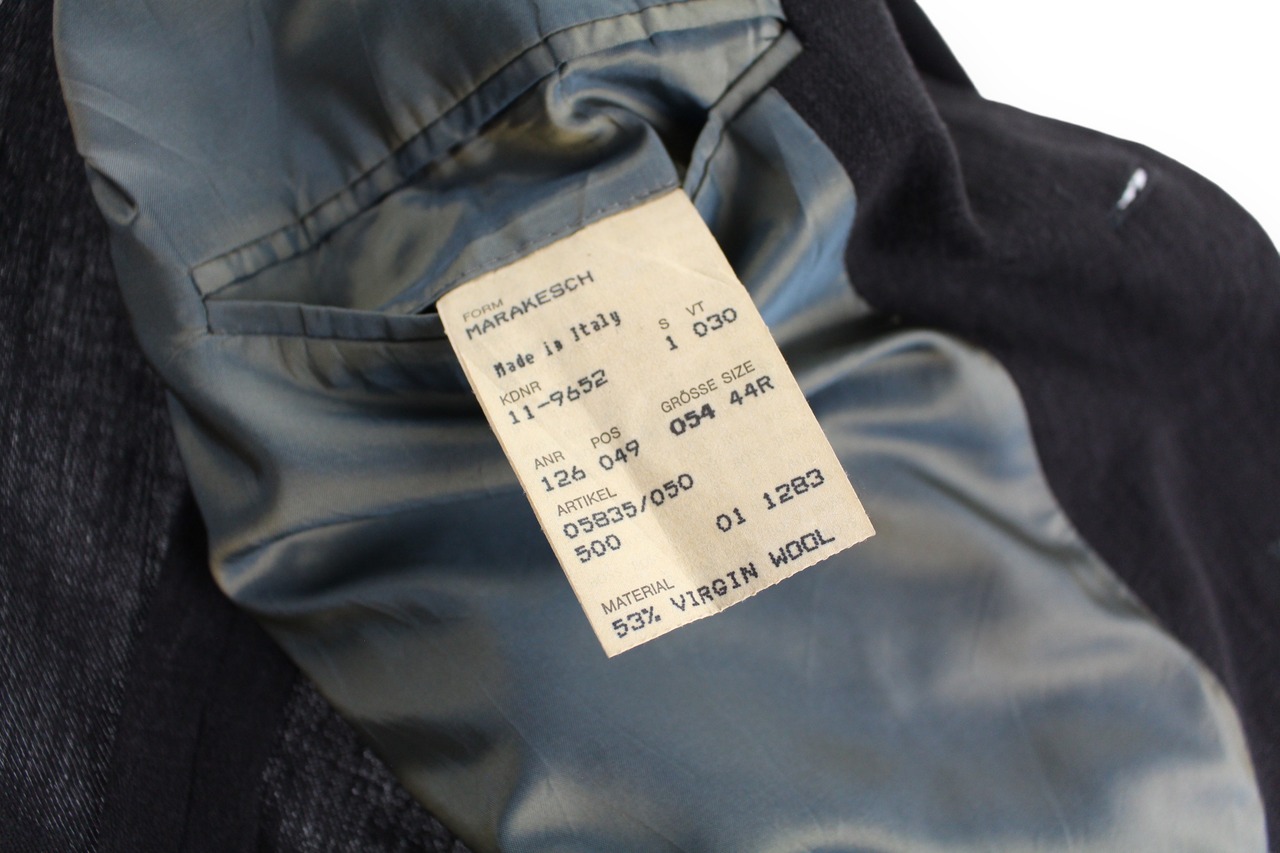 FORM
MARAKESCH
Made in Italy
S VT
1 030
KDNR
11-9652
GRÖSSE SIZE
054 44R
ANR POS
126 049
ARTIKEL
05835/050
500 01 1283
MATERIAL
53% VIRGIN WOOL